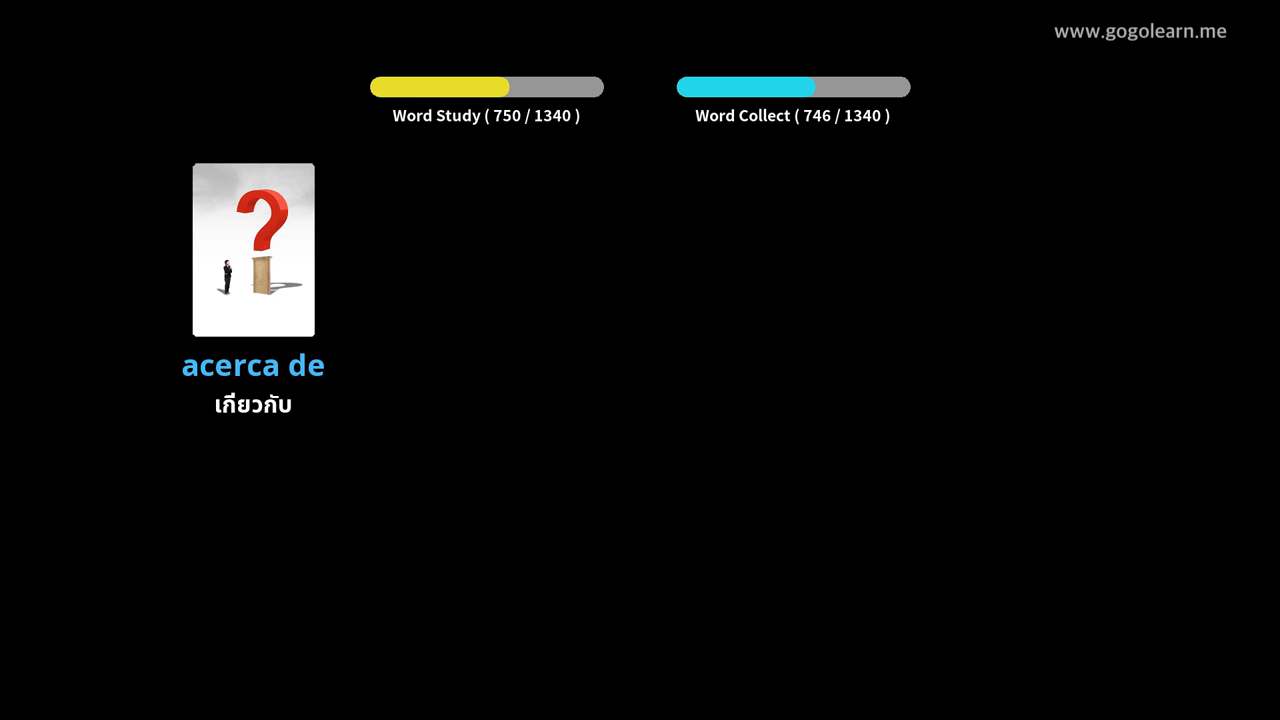 www.gogolearn.me
Word Study ( 750 / 1340 )
Word Collect ( 746 / 1340 )
acerca de
เกี่ยวกับ